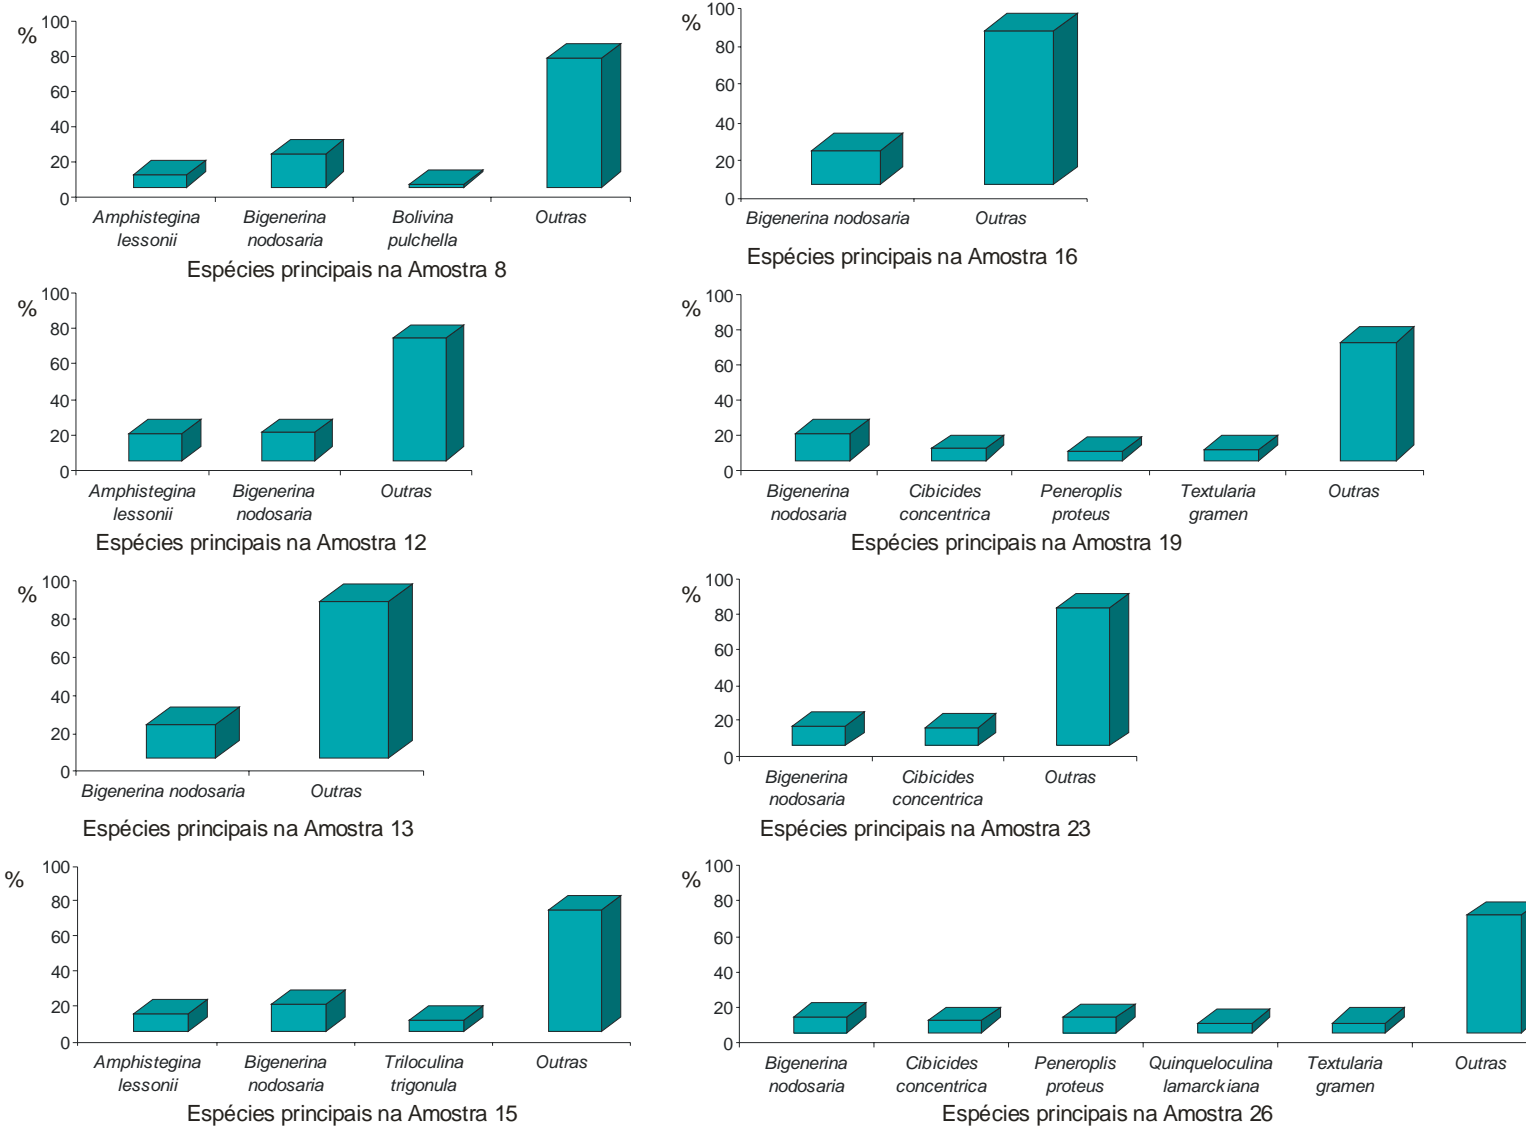 %
100
80
60
40
20
0
Amphistegina
lessonii
Bigenerina
nodosaria
Bolivina
pulchella
Outras
Espécies principais na Amostra 8
%
100
80
60
40
20
0
Bigenerina nodosaria
Outras
Espécies principais na Amostra 16
%
100
80
60
40
20
0
Amphistegina
lessonii
Bigenerina
nodosaria
Outras
Espécies principais na Amostra 12
%
100
80
60
40
20
0
Bigenerina
nodosaria
Cibicides
concentrica
Peneroplis
proteus
Textularia
gramen
Outras
Espécies principais na Amostra 19
%
100
80
60
40
20
0
Bigenerina nodosaria
Outras
Espécies principais na Amostra 13
%
100
80
60
40
20
0
Bigenerina
nodosaria
Cibicides
concentrica
Outras
Espécies principais na Amostra 23
%
100
80
60
40
20
0
Amphistegina
lessonii
Bigenerina
nodosaria
Triloculina
trigonula
Outras
Espécies principais na Amostra 15
%
100
80
60
40
20
0
Bigenerina
nodosaria
Cibicides
concentrica
Peneroplis
proteus
Quinqueloculina
lamarckiana
Textularia
gramen
Outras
Espécies principais na Amostra 26